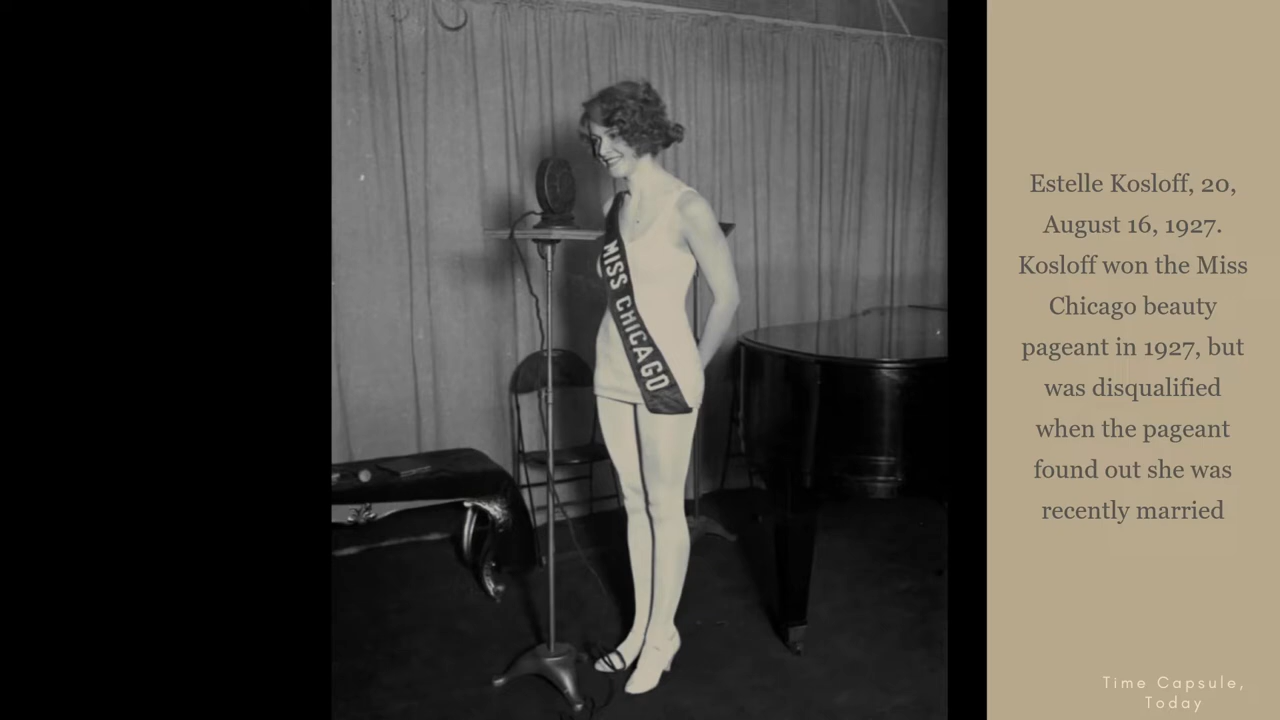 MISS CHICAGO
Estelle Kosloff, 20,
August 16, 1927.
Kosloff won the Miss
Chicago beauty
pageant in 1927, but
was disqualified
when the pageant
found out she was
recently married
Time Capsule,
Today